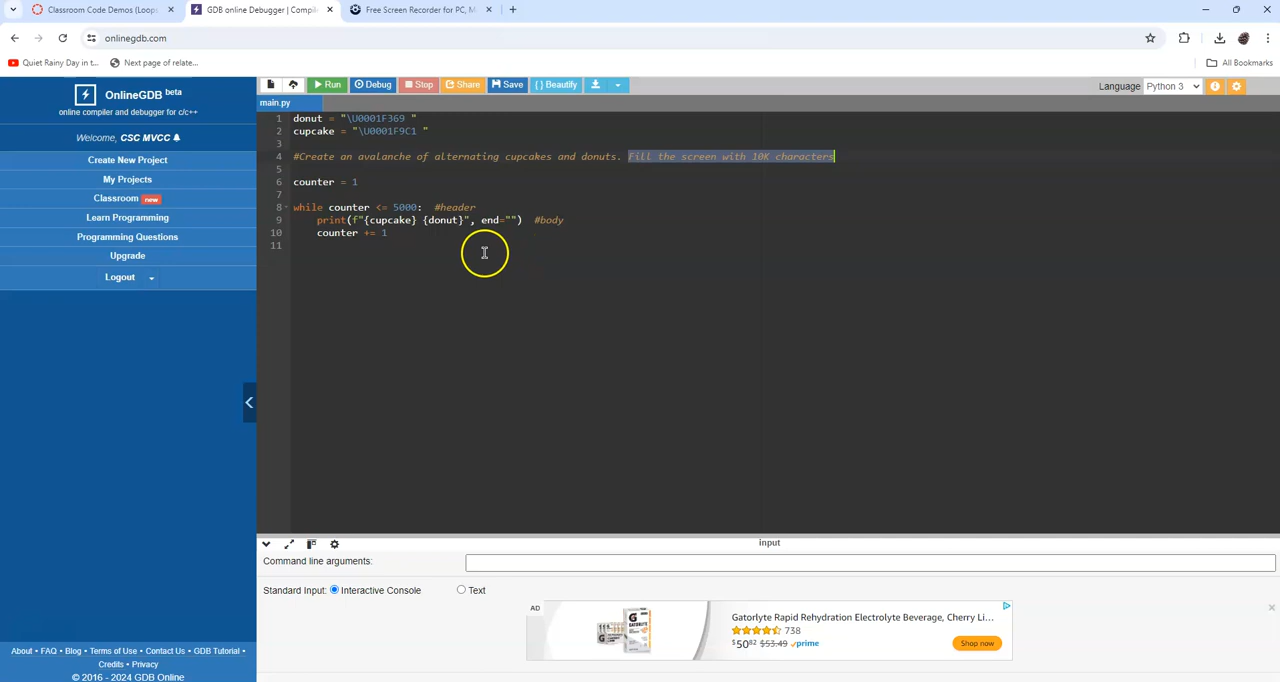 Classroom Code Demos (Loops
GDB online Debugger | Compile
Free Screen Recorder for PC, M
onlinegdb.com
Quiet Rainy Day in t...
Next page of relate...
All Bookmarks
OnlineGDB beta
online compiler and debugger for c/c++
Welcome, CSC MVCC
Create New Project
My Projects
Classroom new
Learn Programming
Programming Questions
Upgrade
Logout
Run
Debug
Stop
Share
Save
{ } Beautify
Language Python 3
main.py
1 donut = "\U0001F369 "
2 cupcake = "\U0001F9C1 "
3
4 #Create an avalanche of alternating cupcakes and donuts. Fill the screen with 10K characters
5
6 counter = 1
7
8 while counter <= 5000:  #header
9     print(f"{cupcake} {donut}", end="")  #body
10     counter += 1
11
input
Command line arguments:
Standard Input: Interactive Console Text
AD
Gatorlyte Rapid Rehydration Electrolyte Beverage, Cherry Li...
738
$5082 $53.49 prime
Shop now
About • FAQ • Blog • Terms of Use • Contact Us • GDB Tutorial •
Credits • Privacy
© 2016 - 2024 GDB Online